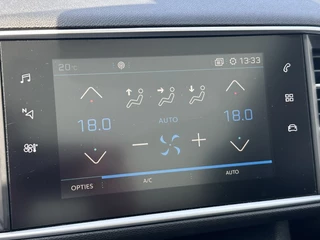 20°C 13:33
18.0 AUTO 18.0
OPTIES A/C AUTO
N